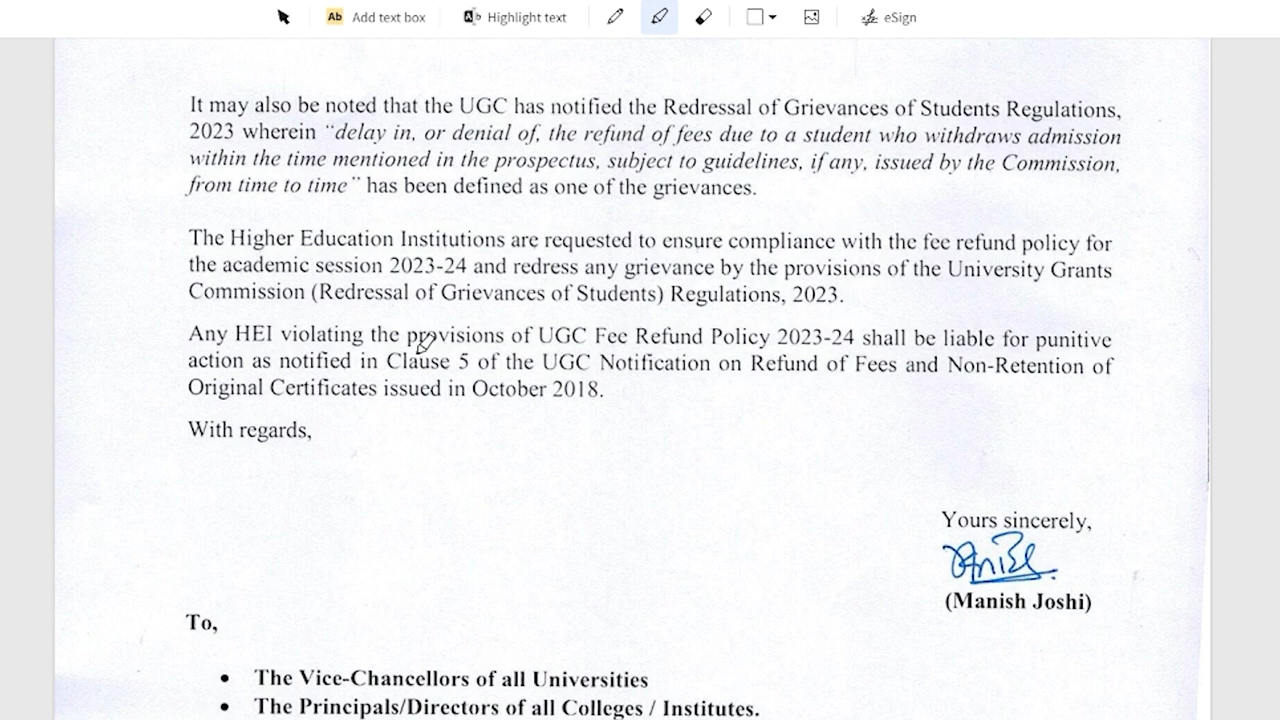 Ab Add text box Highlight text eSign
It may also be noted that the UGC has notified the Redressal of Grievances of Students Regulations,
2023 wherein "delay in, or denial of, the refund of fees due to a student who withdraws admission
within the time mentioned in the prospectus, subject to guidelines, if any, issued by the Commission,
from time to time" has been defined as one of the grievances.
The Higher Education Institutions are requested to ensure compliance with the fee refund policy for
the academic session 2023-24 and redress any grievance by the provisions of the University Grants
Commission (Redressal of Grievances of Students) Regulations, 2023.
Any HEI violating the provisions of UGC Fee Refund Policy 2023-24 shall be liable for punitive
action as notified in Clause 5 of the UGC Notification on Refund of Fees and Non-Retention of
Original Certificates issued in October 2018.
With regards,
Yours sincerely,
(Manish Joshi)
To,
• The Vice-Chancellors of all Universities
• The Principals/Directors of all Colleges / Institutes.